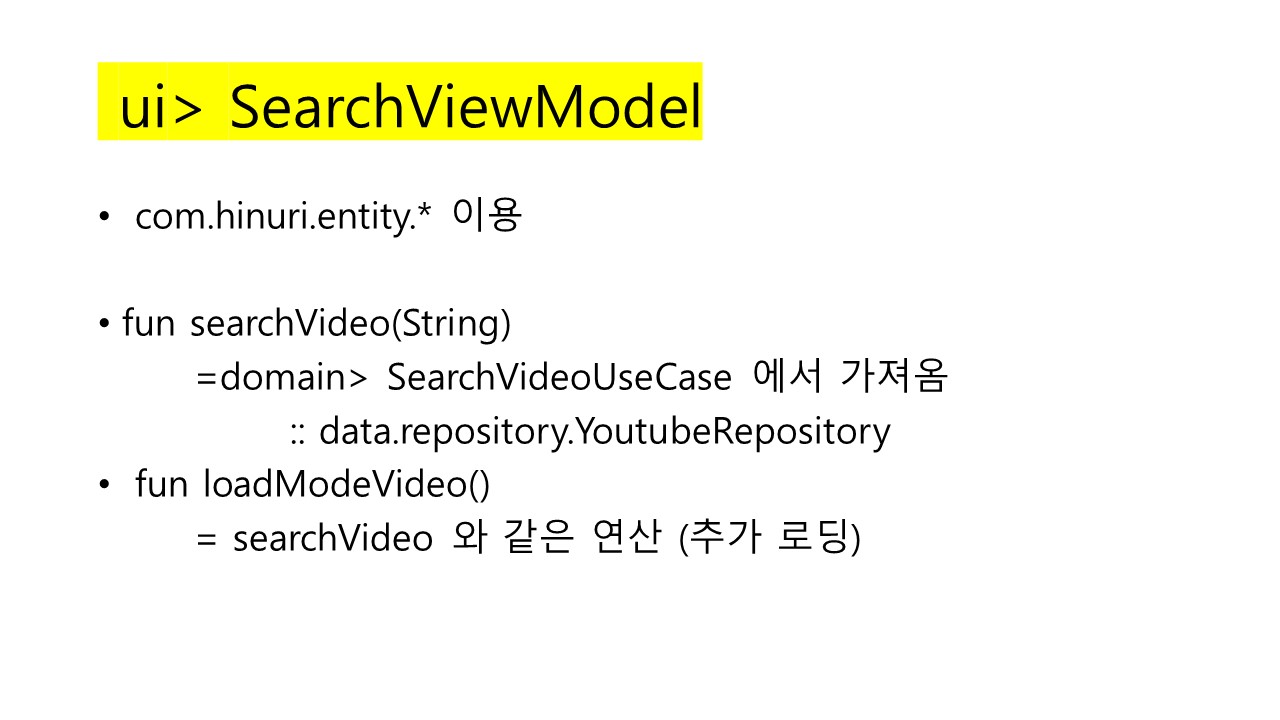 ui> SearchViewModel
• com.hinuri.entity.* 이용
• fun searchVideo(String)
=domain> SearchVideoUseCase 에서 가져옴
:: data.repository.YoutubeRepository
• fun loadModeVideo()
= searchVideo 와 같은 연산 (추가 로딩)